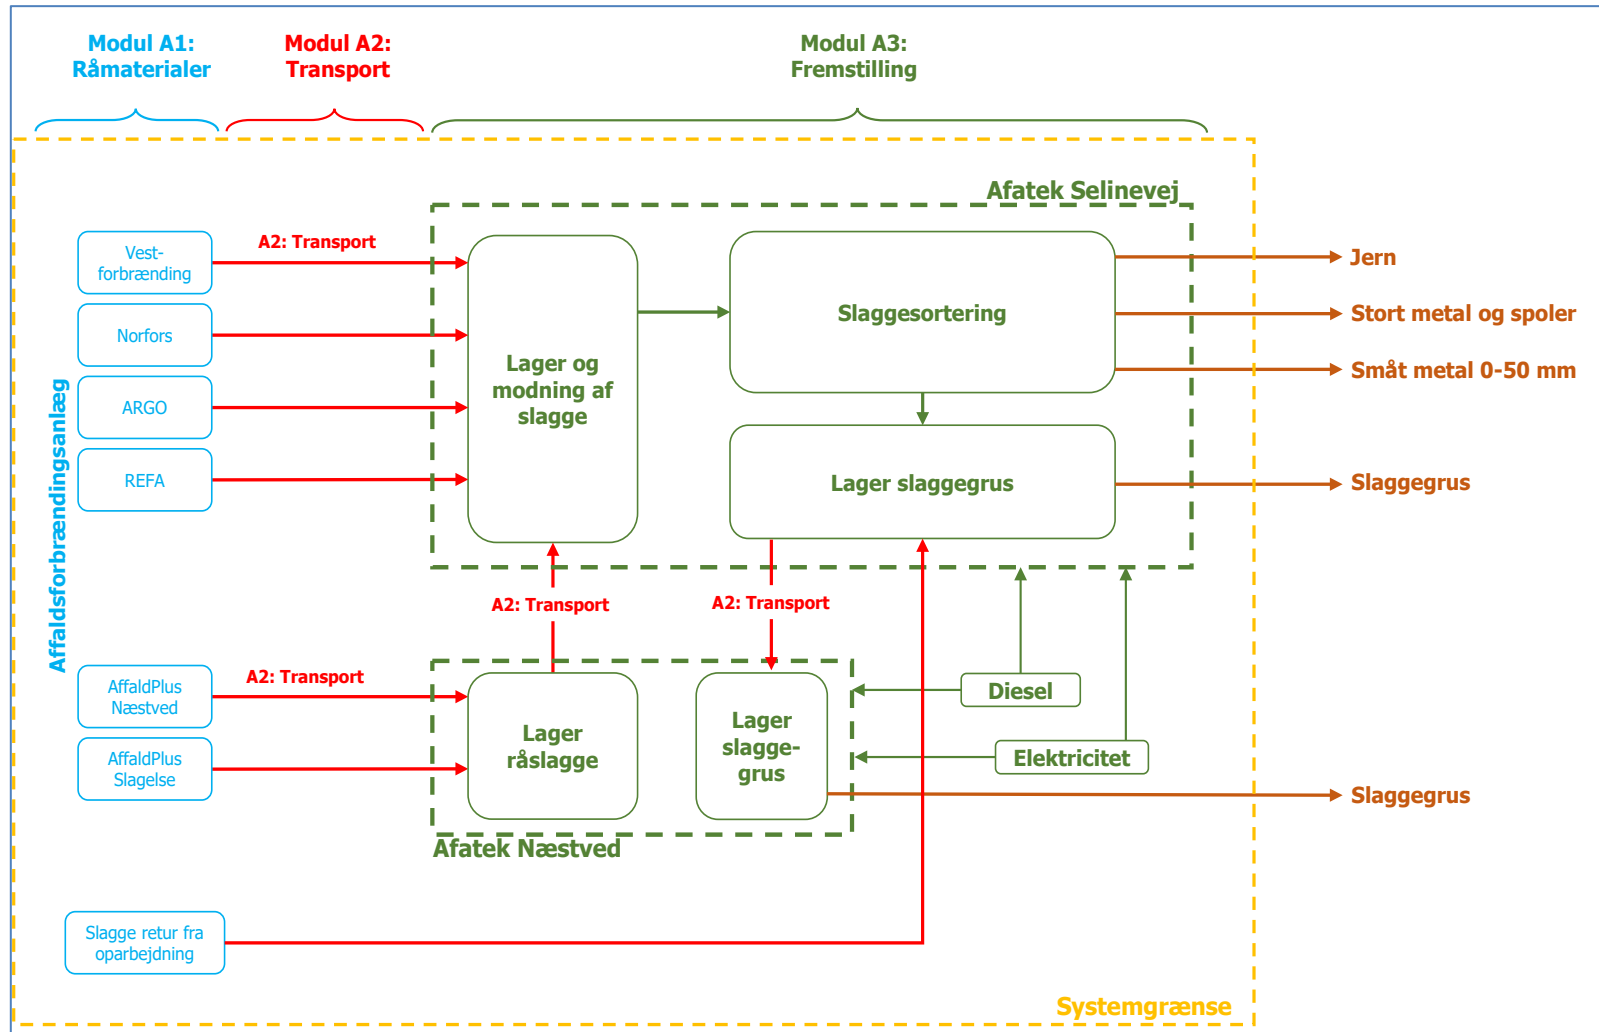 Modul A1:
Råmaterialer
Modul A2:
Transport
Modul A3:
Fremstilling
Afatek Selinevej
Affaldsforbrændingsanlæg
Vest-
forbrænding
A2: Transport
Norfors
ARGO
REFA
Lager og
modning af
slagge
Slaggesortering
Lager slaggegrus
Jern
Stort metal og spoler
Småt metal 0-50 mm
Slaggegrus
A2: Transport
A2: Transport
AffaldPlus
Næstved
A2: Transport
AffaldPlus
Slagelse
Lager
råslagge
Lager
slagge-
grus
Diesel
Elektricitet
Slaggegrus
Afatek Næstved
Slagge retur fra
oparbejdning
Systemgrænse